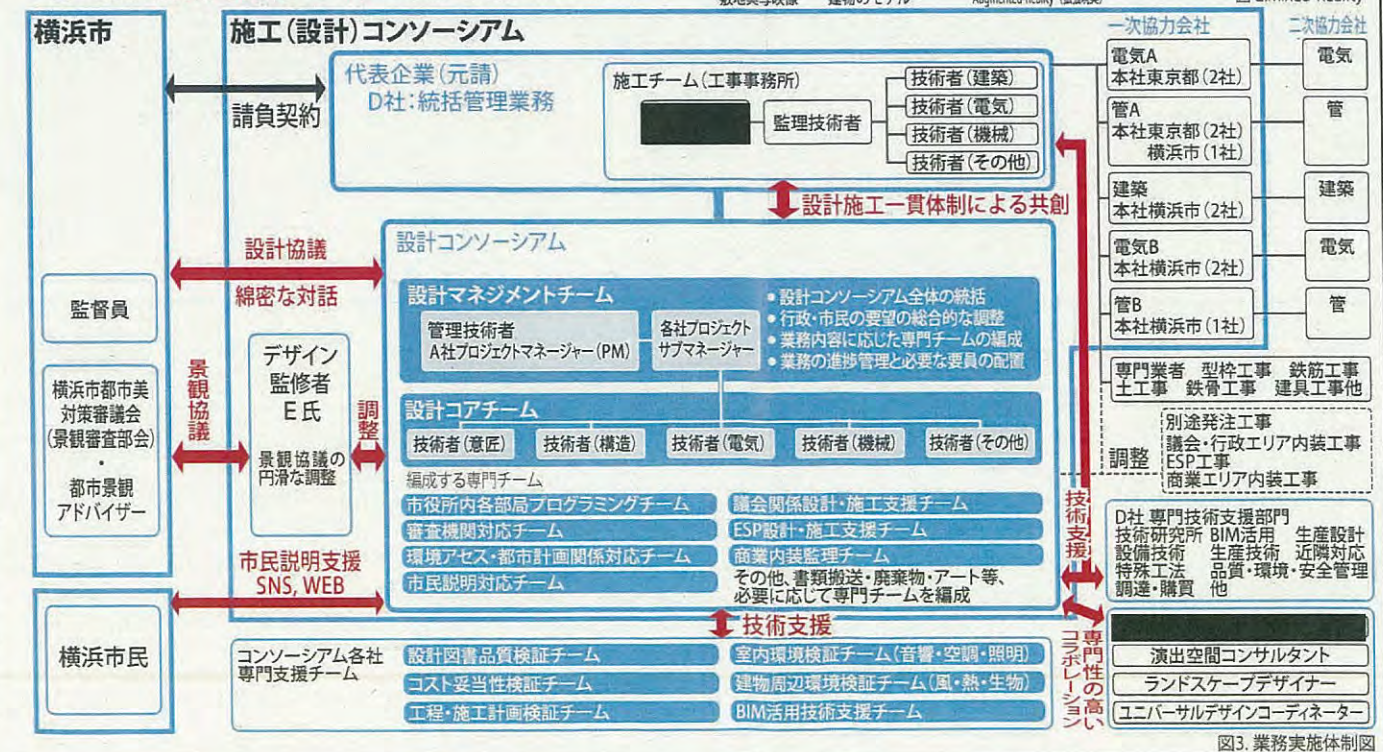 敷地実写映像　建物のモデル　Augmented Reality（拡張現実）
横浜市
施工（設計）コンソーシアム
請負契約
代表企業（元請）
D社：統括管理業務
施工チーム（工事事務所）
監理技術者
技術者（建築）
技術者（電気）
技術者（機械）
技術者（その他）
設計施工一貫体制による共創
一次協力会社
二次協力会社
電気A
本社東京都（2社）
電気
管A
本社東京都（2社）
横浜市（1社）
管
建築
本社横浜市（2社）
建築
電気B
本社横浜市（2社）
電気
管B
本社横浜市（1社）
管
専門業者　型枠工事　鉄筋工事
土工事　鉄骨工事　建具工事他
調整
別途発注工事
議会・行政エリア内装工事
ESP工事
商業エリア内装工事
設計協議
綿密な対話
監督員
横浜市都市美
対策審議会
（景観審査部会）
・
都市景観
アドバイザー
景観協議
デザイン
監修者
E氏
景観協議の
円滑な調整
調整
設計コンソーシアム
設計マネジメントチーム
管理技術者
A社プロジェクトマネージャー（PM）
各社プロジェクト
サブマネージャー
●設計コンソーシアム全体の統括
●行政・市民の要望の総合的な調整
●業務内容に応じた専門チームの編成
●業務の進捗管理と必要な要員の配置
設計コアチーム
技術者（意匠）
技術者（構造）
技術者（電気）
技術者（機械）
技術者（その他）
編成する専門チーム
市役所内各部局プログラミングチーム
審査機関対応チーム
環境アセス・都市計画関係対応チーム
市民説明対応チーム
議会関係設計・施工支援チーム
ESP設計・施工支援チーム
商業内装監理チーム
その他、書類搬送・廃棄物・アート等、
必要に応じて専門チームを編成
技術支援
D社 専門技術支援部門
技術研究所　BIM活用　生産設計
設備技術　生産技術　近隣対応
特殊工法　品質・環境・安全管理
調達・購買　他
市民説明支援
SNS, WEB
横浜市民
技術支援
コンソーシアム各社
専門支援チーム
設計図書品質検証チーム
コスト妥当性検証チーム
工程・施工計画検証チーム
室内環境検証チーム（音響・空調・照明）
建物周辺環境検証チーム（風・熱・生物）
BIM活用技術支援チーム
専門性の高い
コラボレーション
演出空間コンサルタント
ランドスケープデザイナー
ユニバーサルデザインコーディネーター
図3. 業務実施体制図